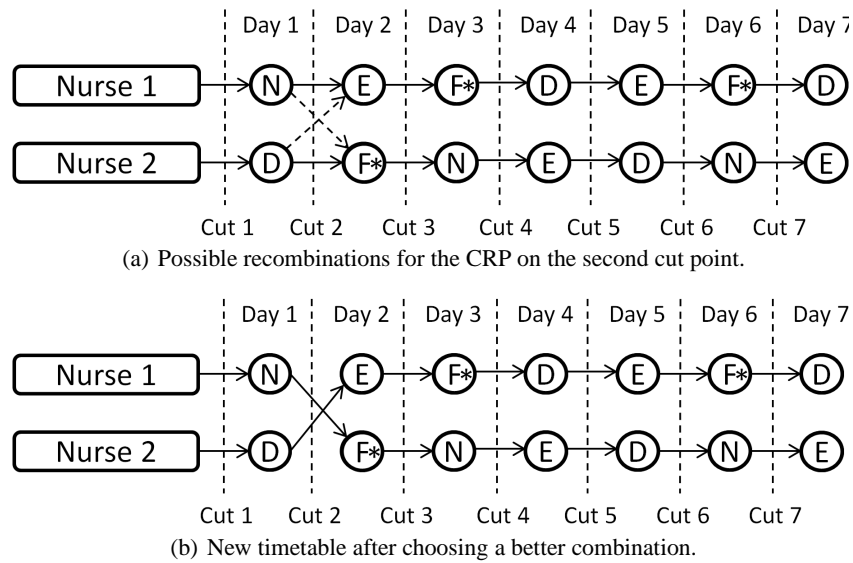 Day 1 Day 2 Day 3 Day 4 Day 5 Day 6 Day 7
Nurse 1 N E F* D E F* D
Nurse 2 D F* N E D N E
Cut 1 Cut 2 Cut 3 Cut 4 Cut 5 Cut 6 Cut 7
(a) Possible recombinations for the CRP on the second cut point.
Day 1 Day 2 Day 3 Day 4 Day 5 Day 6 Day 7
Nurse 1 N E F* D E F* D
Nurse 2 D F* N E D N E
Cut 1 Cut 2 Cut 3 Cut 4 Cut 5 Cut 6 Cut 7
(b) New timetable after choosing a better combination.